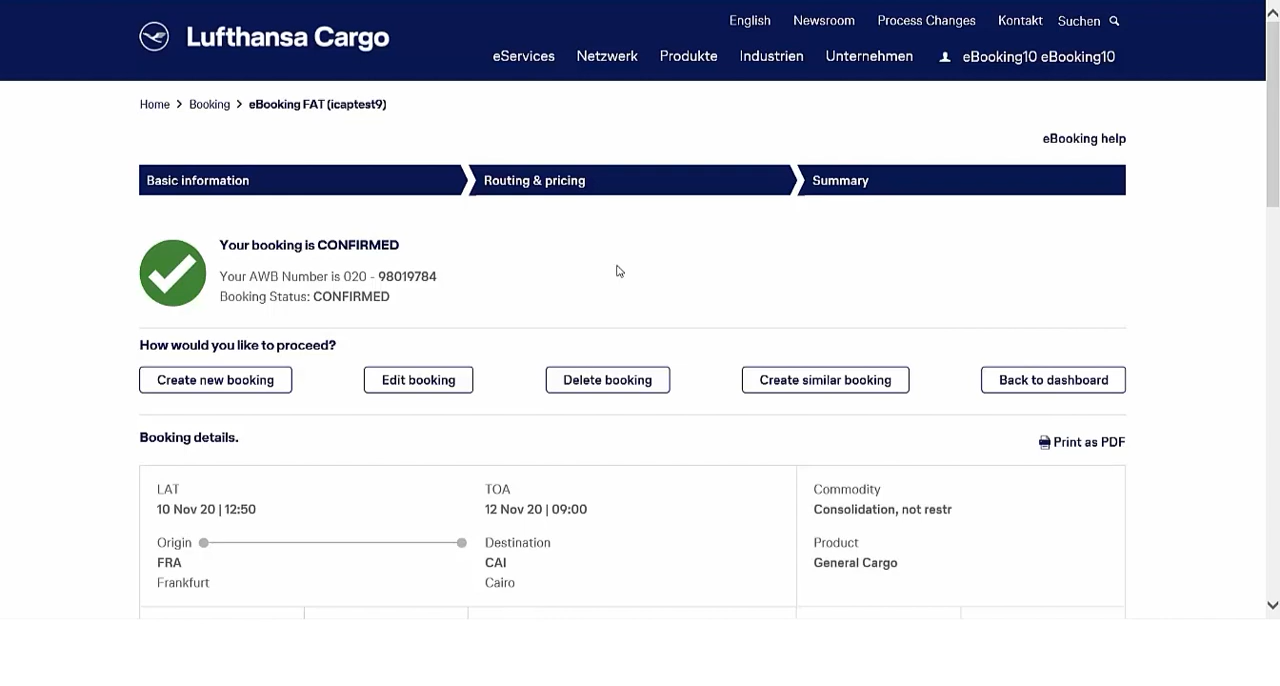 English Newsroom Process Changes Kontakt Suchen
Lufthansa Cargo
eServices Netzwerk Produkte Industrien Unternehmen eBooking10 eBooking10
Home > Booking > eBooking FAT (icaptest9)
eBooking help
Basic information Routing & pricing Summary
Your booking is CONFIRMED
Your AWB Number is 020 - 98019784
Booking Status: CONFIRMED
How would you like to proceed?
Create new booking Edit booking Delete booking Create similar booking Back to dashboard
Booking details.
Print as PDF
LAT TOA Commodity
10 Nov 20 | 12:50 12 Nov 20 | 09:00 Consolidation, not restr
Origin Destination Product
FRA CAI General Cargo
Frankfurt Cairo